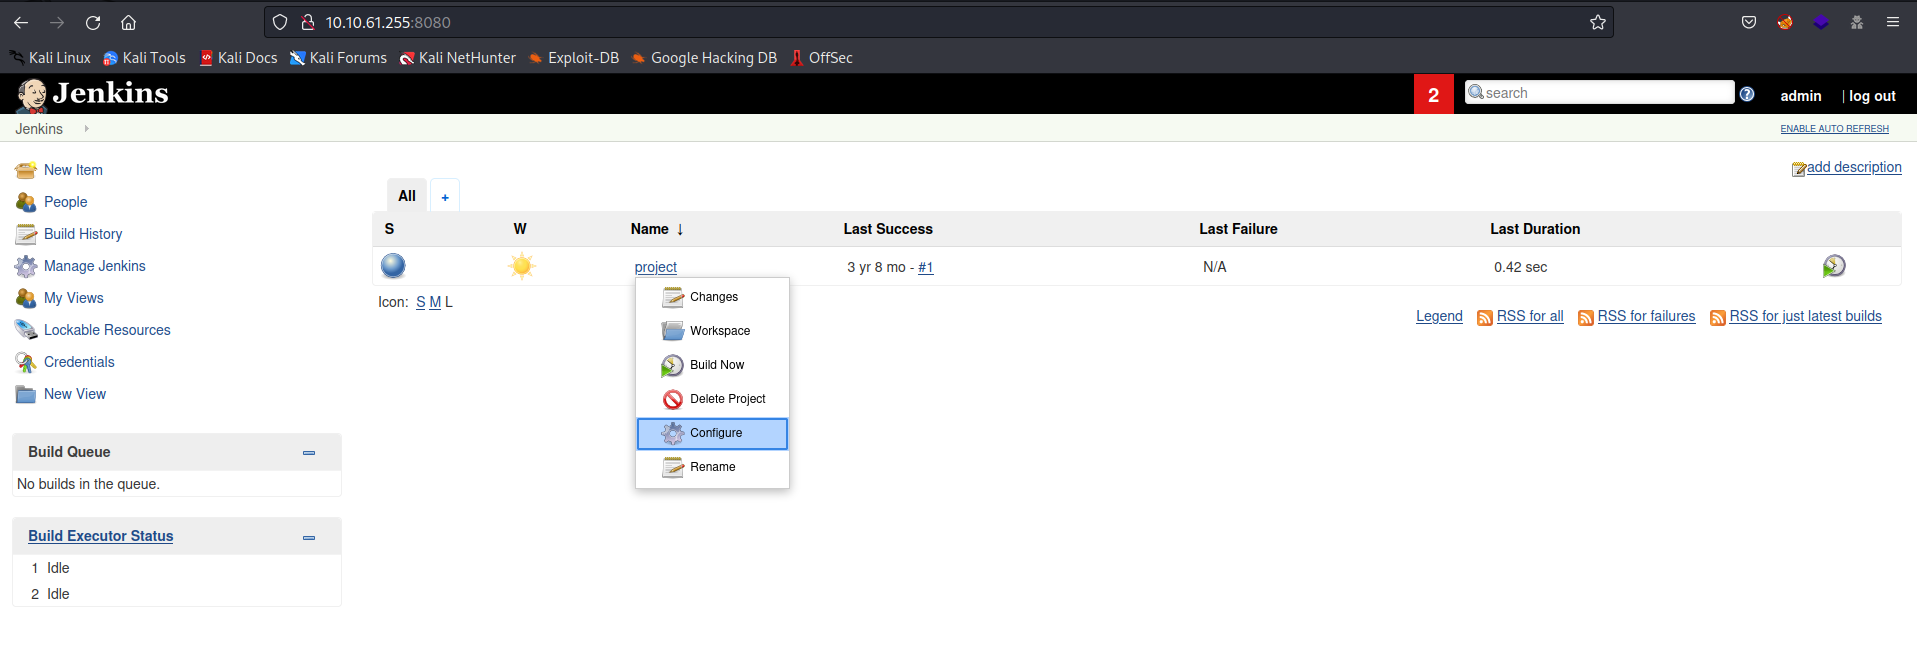 10.10.61.255:8080
Kali Linux Kali Tools Kali Docs Kali Forums Kali NetHunter Exploit-DB Google Hacking DB OffSec
Jenkins 2 search admin | log out
Jenkins ENABLE AUTO REFRESH
New Item
People
Build History
Manage Jenkins
My Views
Lockable Resources
Credentials
New View
Build Queue
No builds in the queue.
Build Executor Status
1 Idle
2 Idle
add description
All +
S W Name ↓ Last Success Last Failure Last Duration
project 3 yr 8 mo - #1 N/A 0.42 sec
Changes
Workspace
Build Now
Delete Project
Configure
Rename
Icon: S M L
Legend RSS for all RSS for failures RSS for just latest builds